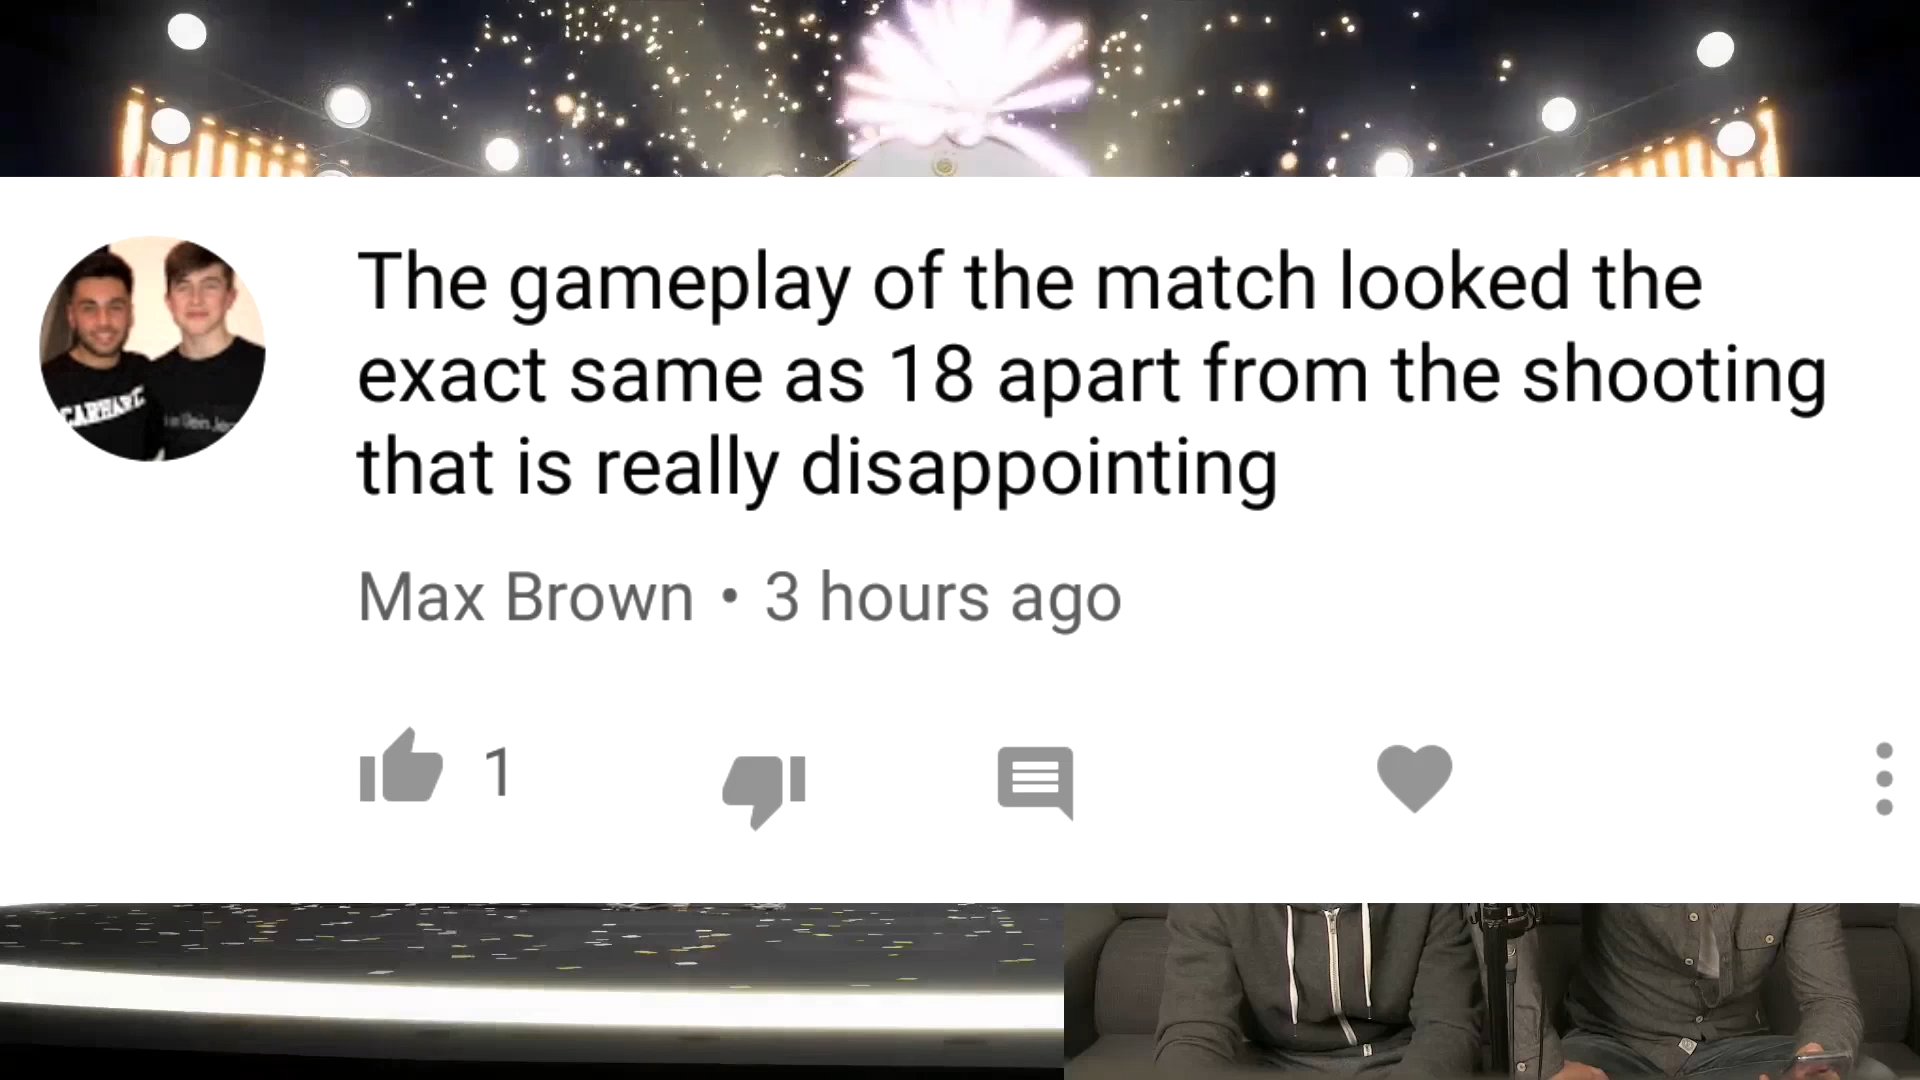 The gameplay of the match looked the
exact same as 18 apart from the shooting
that is really disappointing
Max Brown • 3 hours ago
1